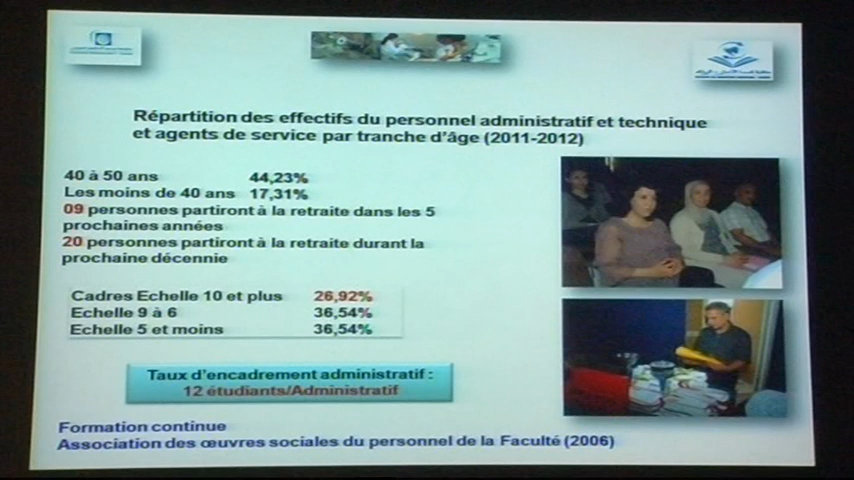 Répartition des effectifs du personnel administratif et technique
et agents de service par tranche d'âge (2011-2012)
40 à 50 ans 44,23%
Les moins de 40 ans 17,31%
09 personnes partiront à la retraite dans les 5
prochaines années
20 personnes partiront à la retraite durant la
prochaine décennie
Cadres Echelle 10 et plus 26,92%
Echelle 9 à 6 36,54%
Echelle 5 et moins 36,54%
Taux d'encadrement administratif :
12 étudiants/Administratif
Formation continue
Association des œuvres sociales du personnel de la Faculté (2006)